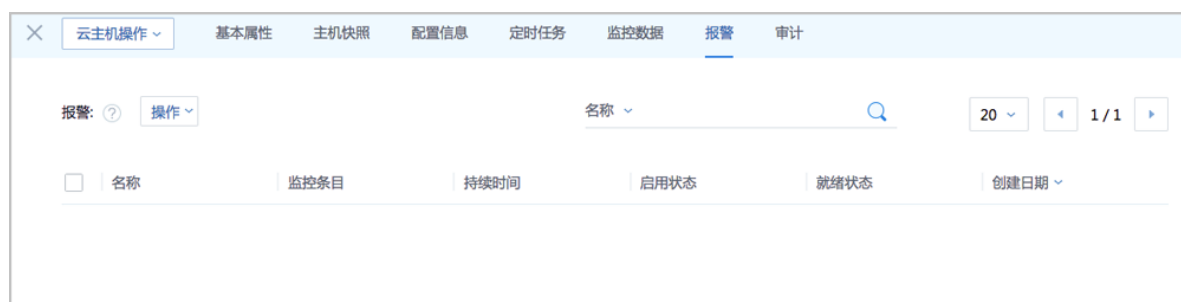 云主机操作 基本属性 主机快照 配置信息 定时任务 监控数据 报警 审计
报警: ? 操作 名称 20 1 / 1
名称 监控条目 持续时间 启用状态 就绪状态 创建日期